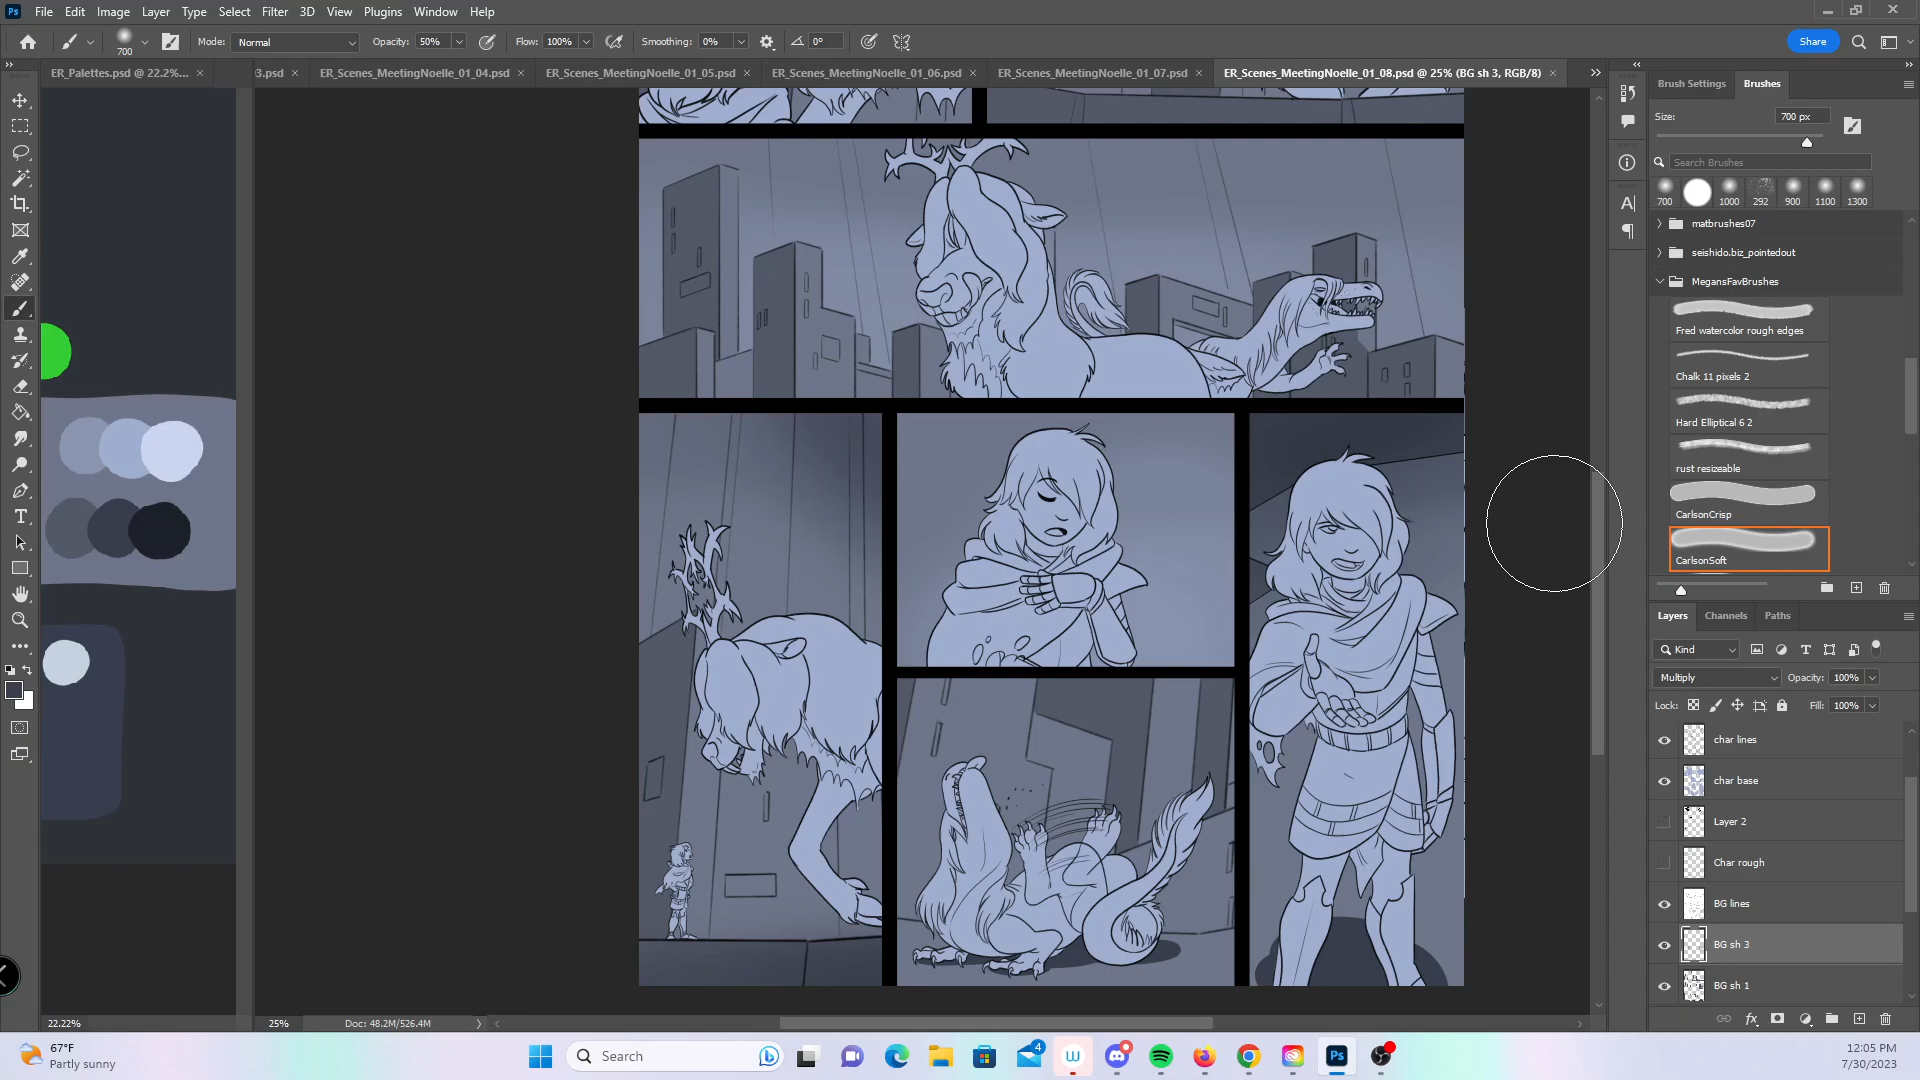 Ps File Edit Image Layer Type Select Filter 3D View Plugins Window Help
700 Mode: Normal Opacity: 50% Flow: 100% Smoothing: 0% 0° Share
ER_Palettes.psd @ 22.2%... × 3.psd × ER_Scenes_MeetingNoelle_01_04.psd × ER_Scenes_MeetingNoelle_01_05.psd × ER_Scenes_MeetingNoelle_01_06.psd × ER_Scenes_MeetingNoelle_01_07.psd × ER_Scenes_MeetingNoelle_01_08.psd @ 25% (BG sh 3, RGB/8) ×
Brush Settings Brushes
Size: 700 px
Search Brushes
700 1000 292 900 1100 1300
matbrushes07
seishido.biz_pointedout
MegansFavBrushes
Fred watercolor rough edges
Chalk 11 pixels 2
Hard Elliptical 6 2
rust resizeable
CarlsonCrisp
CarlsonSoft
Layers Channels Paths
Kind
Multiply Opacity: 100%
Lock: Fill: 100%
char lines
char base
Layer 2
Char rough
BG lines
BG sh 3
BG sh 1
22.22% 25% Doc: 48.2M/526.4M
67°F
Partly sunny
Search
4
Ps
12:05 PM
7/30/2023